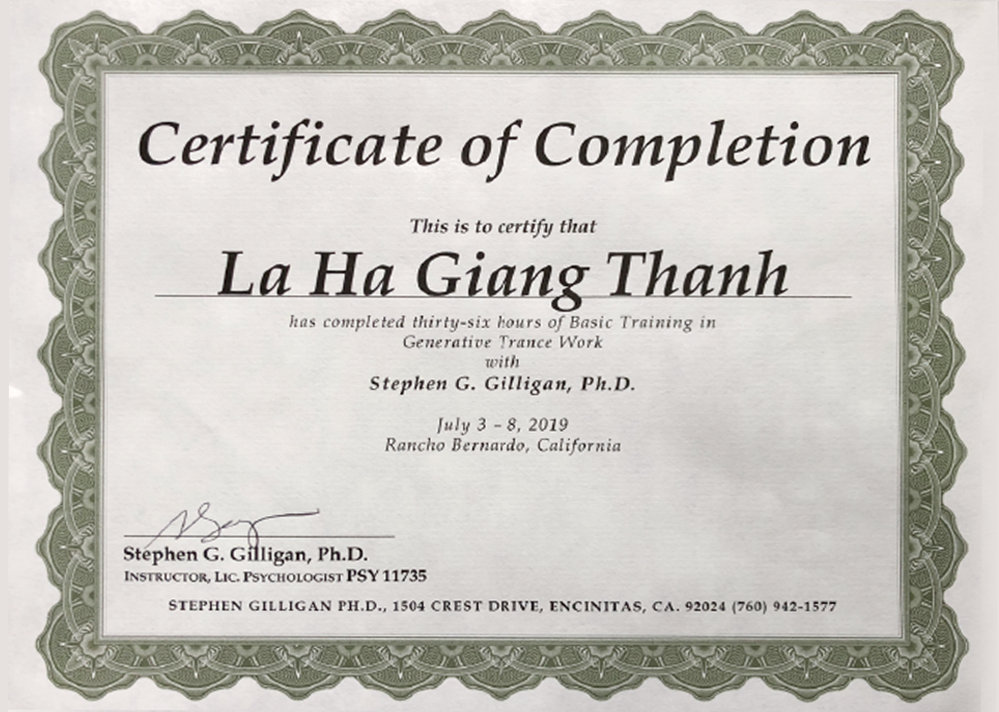 Certificate of Completion
This is to certify that
La Ha Giang Thanh
has completed thirty-six hours of Basic Training in
Generative Trance Work
with
Stephen G. Gilligan, Ph.D.
July 3 – 8, 2019
Rancho Bernardo, California
Stephen G. Gilligan, Ph.D.
INSTRUCTOR, LIC. PSYCHOLOGIST PSY 11735
STEPHEN GILLIGAN PH.D., 1504 CREST DRIVE, ENCINITAS, CA. 92024 (760) 942-1577